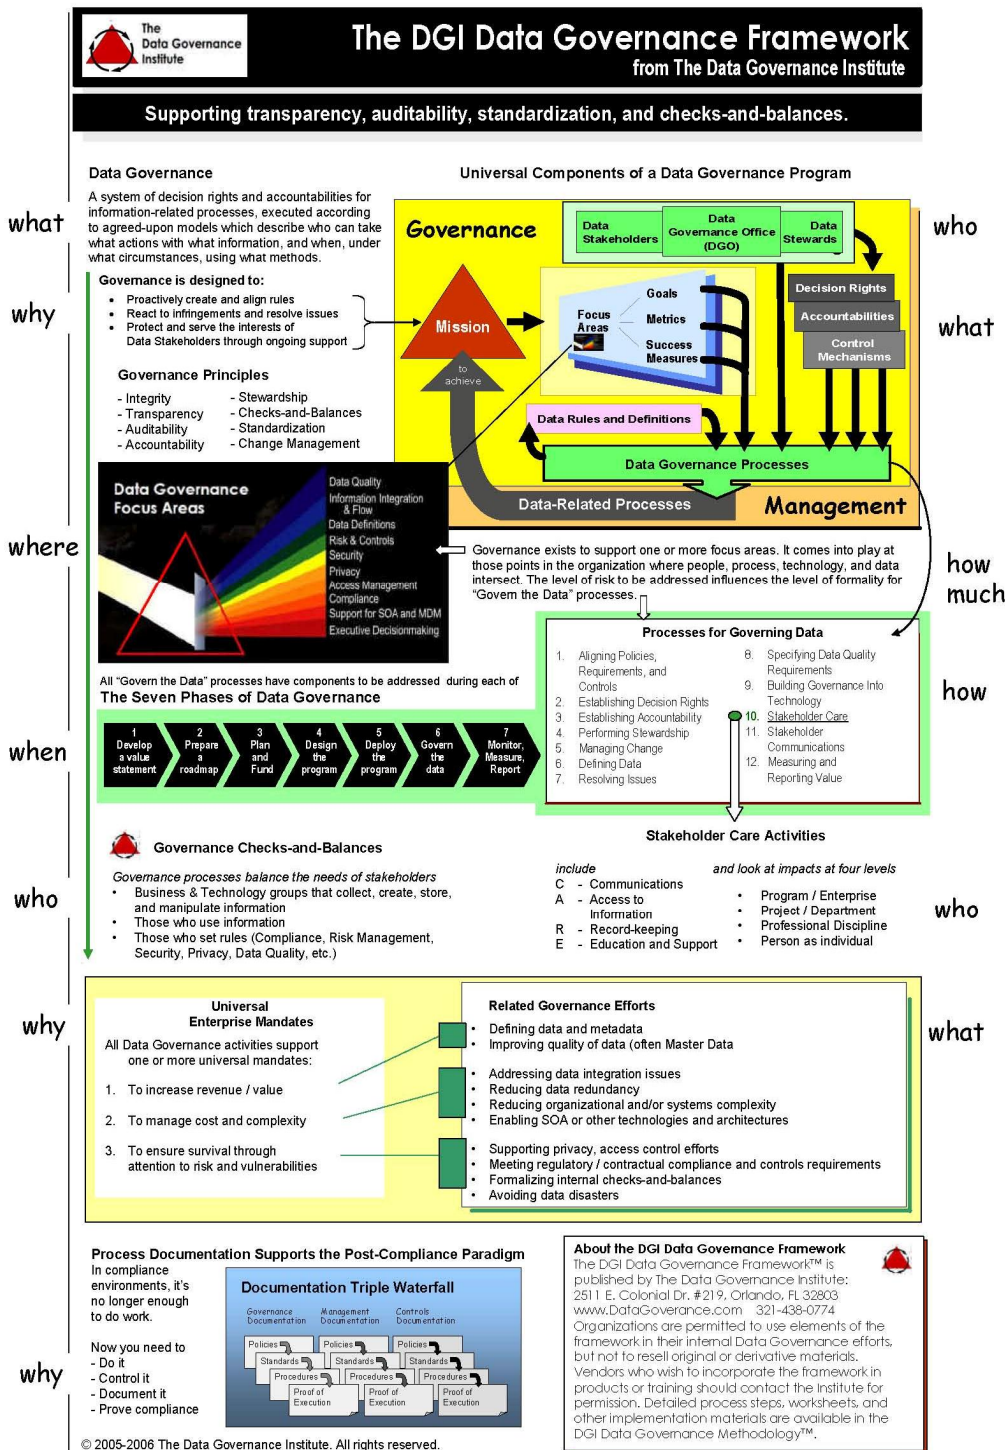 The
Data Governance
Institute
The DGI Data Governance Framework
from The Data Governance Institute
Supporting transparency, auditability, standardization, and checks-and-balances.
what
Data Governance
A system of decision rights and accountabilities for
information-related processes, executed according
to agreed-upon models which describe who can take
what actions with what information, and when, under
what circumstances, using what methods.
why
Governance is designed to:
• Proactively create and align rules
• React to infringements and resolve issues
• Protect and serve the interests of
Data Stakeholders through ongoing support
Governance Principles
- Integrity
- Transparency
- Auditability
- Accountability
- Stewardship
- Checks-and-Balances
- Standardization
- Change Management
Universal Components of a Data Governance Program
Governance
Data
Stakeholders
Data
Governance Office
(DGO)
Data
Stewards
who
Decision Rights
Accountabilities
Control
Mechanisms
what
Mission
Focus
Areas
Goals
Metrics
Success
Measures
to
achieve
Data Rules and Definitions
Data Governance Processes
Data-Related Processes
Management
where
Data Governance
Focus Areas
Data Quality
Information Integration
& Flow
Data Definitions
Risk & Controls
Security
Privacy
Access Management
Compliance
Support for SOA and MDM
Executive Decisionmaking
Governance exists to support one or more focus areas. It comes into play at
those points in the organization where people, process, technology, and data
intersect. The level of risk to be addressed influences the level of formality for
“Govern the Data” processes.
how
much
Processes for Governing Data
1. Aligning Policies,
Requirements, and
Controls
2. Establishing Decision Rights
3. Establishing Accountability
4. Performing Stewardship
5. Managing Change
6. Defining Data
7. Resolving Issues
8. Specifying Data Quality
Requirements
9. Building Governance Into
Technology
10. Stakeholder Care
11. Stakeholder
Communications
12. Measuring and
Reporting Value
how
All “Govern the Data” processes have components to be addressed during each of
The Seven Phases of Data Governance
when
1
Develop
a value
statement
2
Prepare
a
roadmap
3
Plan
and
Fund
4
Design
the
program
5
Deploy
the
program
6
Govern
the
data
7
Monitor,
Measure,
Report
Governance Checks-and-Balances
Governance processes balance the needs of stakeholders
who
• Business & Technology groups that collect, create, store,
and manipulate information
• Those who use information
• Those who set rules (Compliance, Risk Management,
Security, Privacy, Data Quality, etc.)
Stakeholder Care Activities
include
C - Communications
A - Access to
Information
R - Record-keeping
E - Education and Support
and look at impacts at four levels
• Program / Enterprise
• Project / Department
• Professional Discipline
• Person as individual
who
why
Universal
Enterprise Mandates
All Data Governance activities support
one or more universal mandates:
1. To increase revenue / value
2. To manage cost and complexity
3. To ensure survival through
attention to risk and vulnerabilities
Related Governance Efforts
• Defining data and metadata
• Improving quality of data (often Master Data
• Addressing data integration issues
• Reducing data redundancy
• Reducing organizational and/or systems complexity
• Enabling SOA or other technologies and architectures
• Supporting privacy, access control efforts
• Meeting regulatory / contractual compliance and controls requirements
• Formalizing internal checks-and-balances
• Avoiding data disasters
what
Process Documentation Supports the Post-Compliance Paradigm
In compliance
environments, it's
no longer enough
to do work.
Now you need to
- Do it
- Control it
- Document it
- Prove compliance
why
Documentation Triple Waterfall
Governance
Documentation
Management
Documentation
Controls
Documentation
Policies
Standards
Procedures
Proof of
Execution
Policies
Standards
Procedures
Proof of
Execution
Policies
Standards
Procedures
Proof of
Execution
© 2005-2006 The Data Governance Institute. All rights reserved.
About the DGI Data Governance Framework
The DGI Data Governance Framework™ is
published by The Data Governance Institute:
2511 E. Colonial Dr. #219, Orlando, FL 32803
www.DataGoverance.com 321-438-0774
Organizations are permitted to use elements of the
framework in their internal Data Governance efforts,
but not to resell original or derivative materials.
Vendors who wish to incorporate the framework in
products or training should contact the Institute for
permission. Detailed process steps, worksheets, and
other implementation materials are available in the
DGI Data Governance Methodology™.